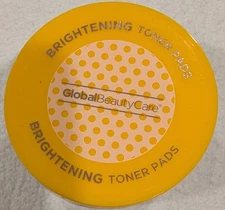 BRIGHTENING TONER PADS
GlobalBeautyCare
BRIGHTENING TONER PADS